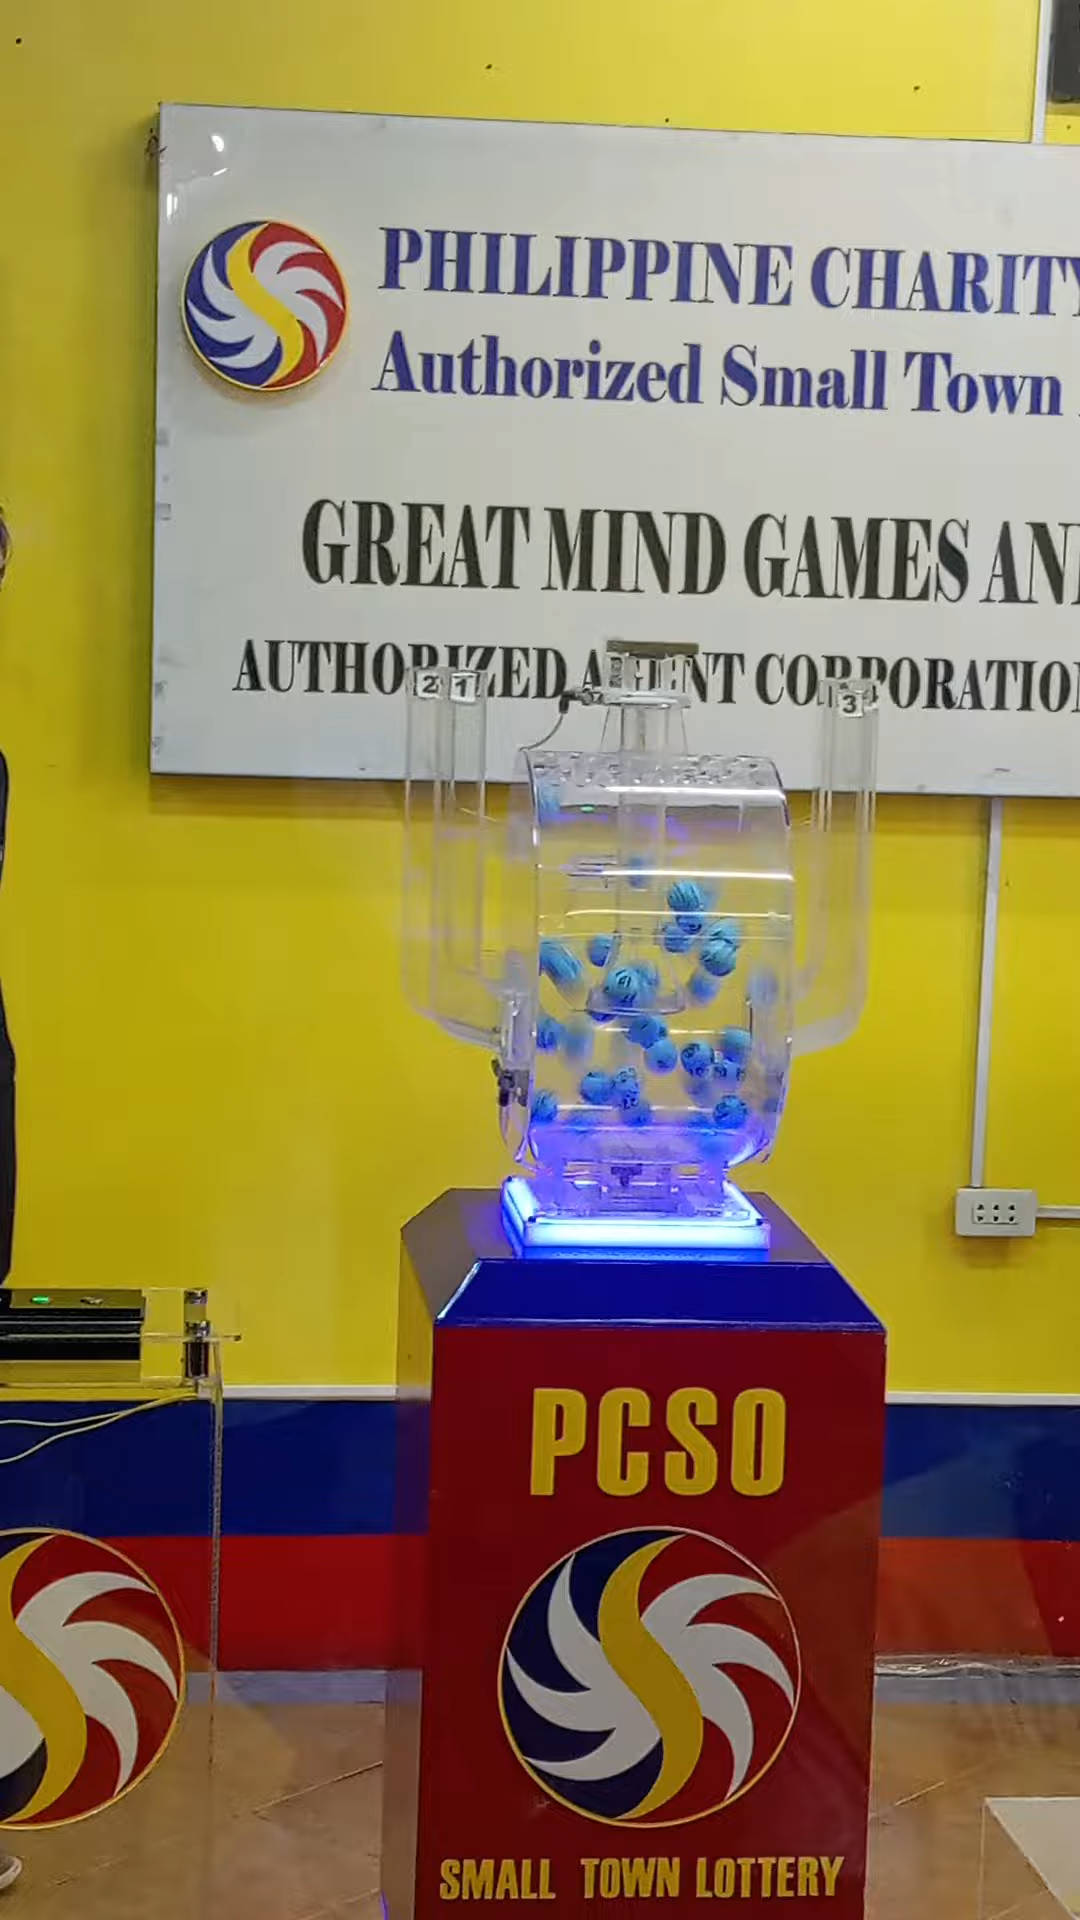 PHILIPPINE CHARITY
Authorized Small Town
GREAT MIND GAMES AN
AUTHORIZED AGENT CORPORATION
2 1
3
PCSO
SMALL TOWN LOTTERY